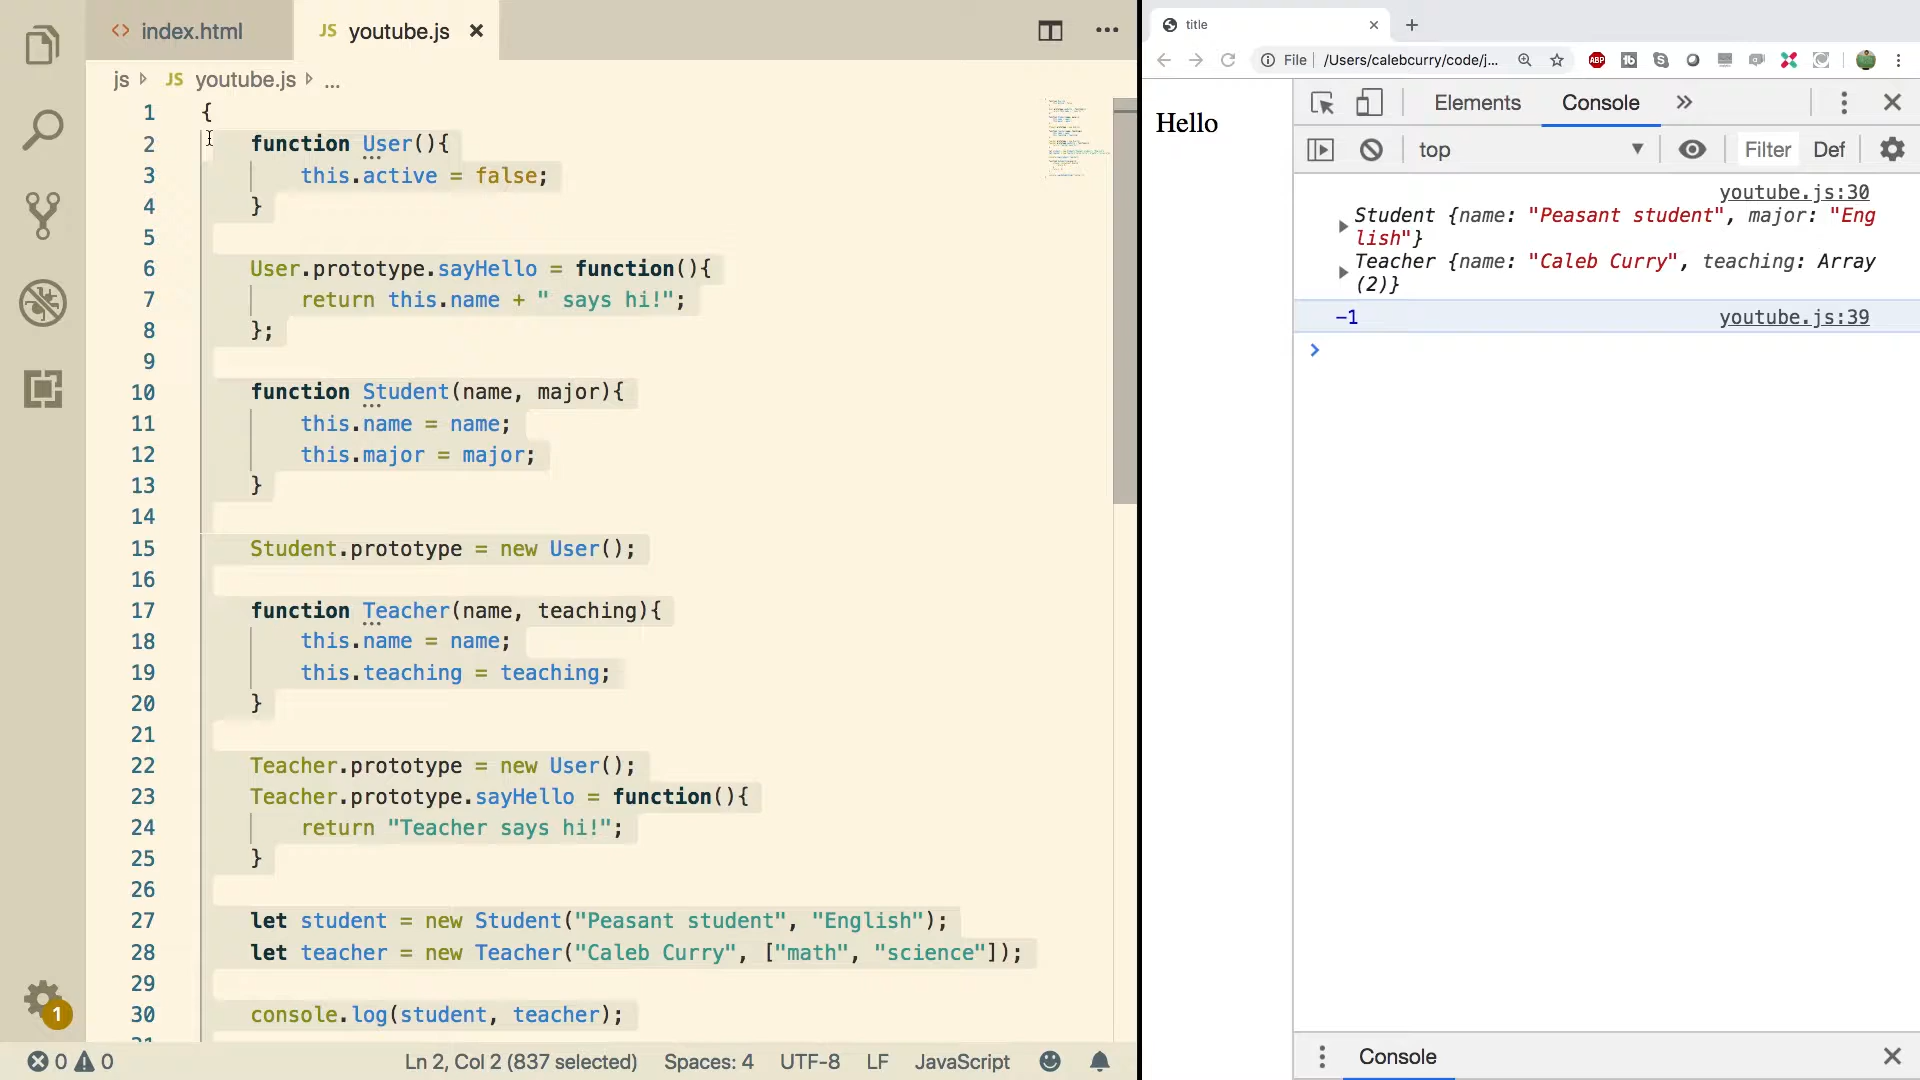 index.html
JS youtube.js
js JS youtube.js ...
1 {
2 function User(){
3 this.active = false;
4 }
5
6 User.prototype.sayHello = function(){
7 return this.name + " says hi!";
8 };
9
10 function Student(name, major){
11 this.name = name;
12 this.major = major;
13 }
14
15 Student.prototype = new User();
16
17 function Teacher(name, teaching){
18 this.name = name;
19 this.teaching = teaching;
20 }
21
22 Teacher.prototype = new User();
23 Teacher.prototype.sayHello = function(){
24 return "Teacher says hi!";
25 }
26
27 let student = new Student("Peasant student", "English");
28 let teacher = new Teacher("Caleb Curry", ["math", "science"]);
29
30 console.log(student, teacher);
1
0 0 Ln 2, Col 2 (837 selected) Spaces: 4 UTF-8 LF JavaScript
title
File /Users/calebcurry/code/j...
ABP
Hello
Elements Console
top Filter Def
youtube.js:30
Student {name: "Peasant student", major: "Eng
lish"}
Teacher {name: "Caleb Curry", teaching: Array
(2)}
-1 youtube.js:39
Console